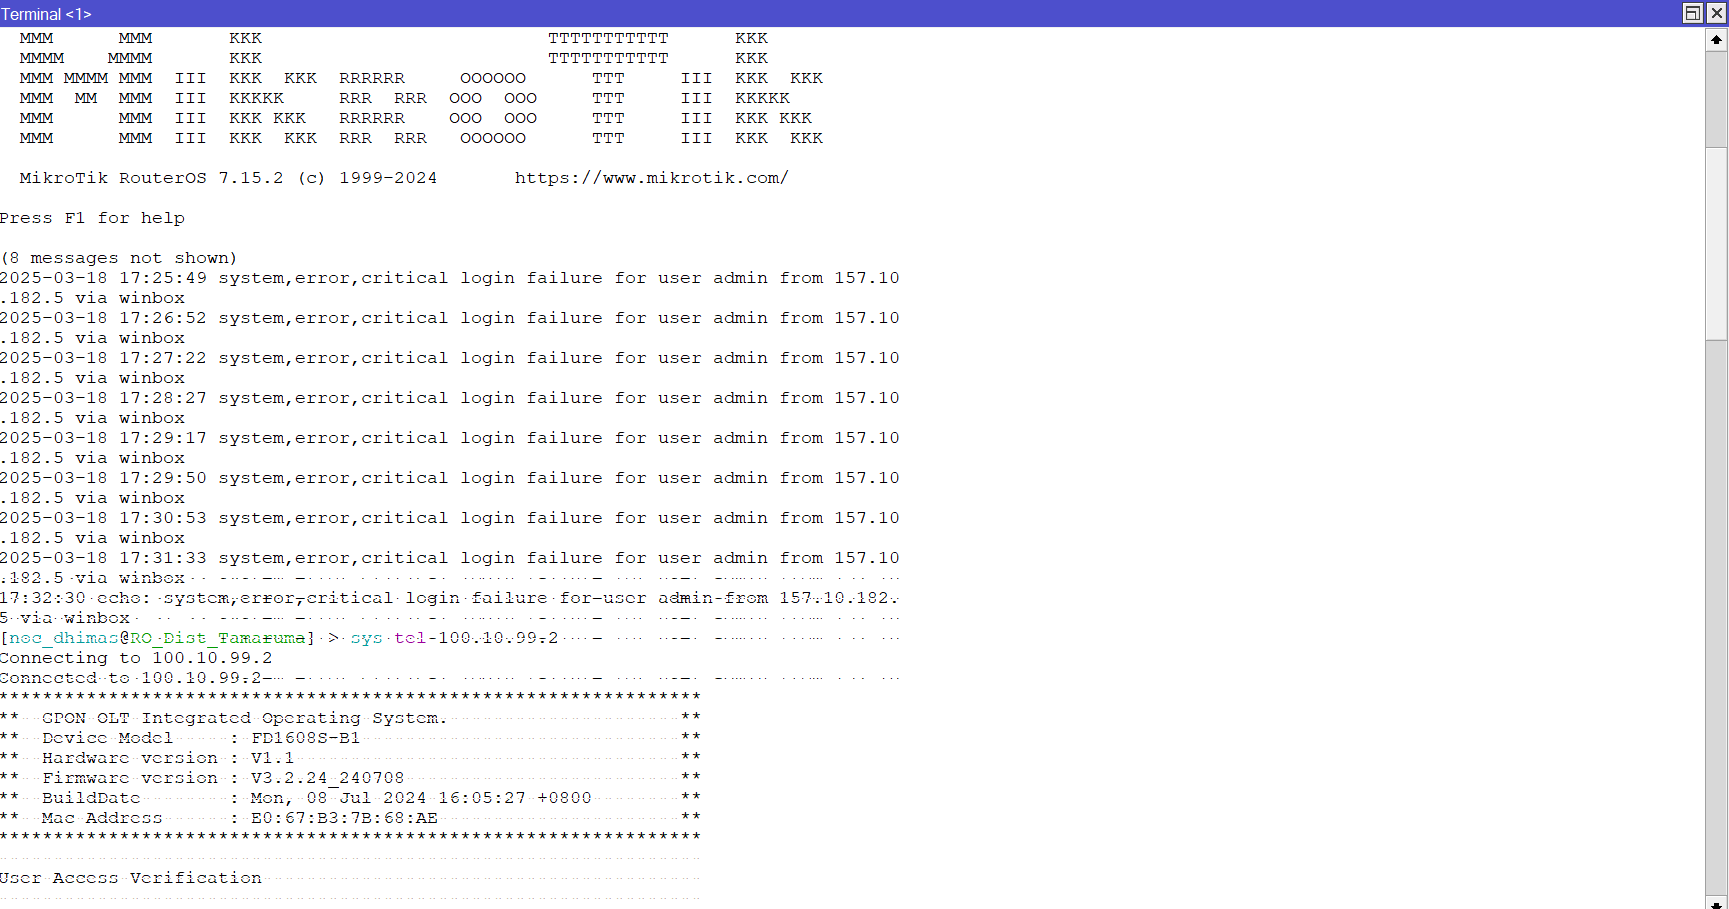 Terminal <1>
  MMM      MMM       KKK                          TTTTTTTTTTT      KKK
  MMMM    MMMM       KKK                          TTTTTTTTTTT      KKK
  MMM MMMM MMM  III  KKK  KKK  RRRRRR     OOOOOO      TTT     III  KKK  KKK
  MMM  MM  MMM  III  KKKKK     RRR  RRR  OOO  OOO     TTT     III  KKKKK
  MMM      MMM  III  KKK KKK   RRRRRR    OOO  OOO     TTT     III  KKK KKK
  MMM      MMM  III  KKK  KKK  RRR  RRR   OOOOOO      TTT     III  KKK  KKK
  MikroTik RouterOS 7.15.2 (c) 1999-2024       https://www.mikrotik.com/
Press F1 for help
(8 messages not shown)
2025-03-18 17:25:49 system,error,critical login failure for user admin from 157.10
.182.5 via winbox
2025-03-18 17:26:52 system,error,critical login failure for user admin from 157.10
.182.5 via winbox
2025-03-18 17:27:22 system,error,critical login failure for user admin from 157.10
.182.5 via winbox
2025-03-18 17:28:27 system,error,critical login failure for user admin from 157.10
.182.5 via winbox
2025-03-18 17:29:17 system,error,critical login failure for user admin from 157.10
.182.5 via winbox
2025-03-18 17:29:50 system,error,critical login failure for user admin from 157.10
.182.5 via winbox
2025-03-18 17:30:53 system,error,critical login failure for user admin from 157.10
.182.5 via winbox
2025-03-18 17:31:33 system,error,critical login failure for user admin from 157.10
.182.5 via winbox
17:32:30 echo: system,error,critical login failure for user admin from 157.10.182.
5 via winbox
[noc_dhimas@RO-Dist_Tamaruma] > sys tel 100.10.99.2
Connecting to 100.10.99.2
Connected to 100.10.99.2
****************************************************************
**  GPON OLT Integrated Operating System.                     **
**  Device Model     : FD1608S-B1                             **
**  Hardware version : V1.1                                   **
**  Firmware version : V3.2.24_240708                         **
**  BuildDate        : Mon, 08 Jul 2024 16:05:27 +0800        **
**  Mac Address      : E0:67:B3:7B:68:AE                      **
****************************************************************
User Access Verification